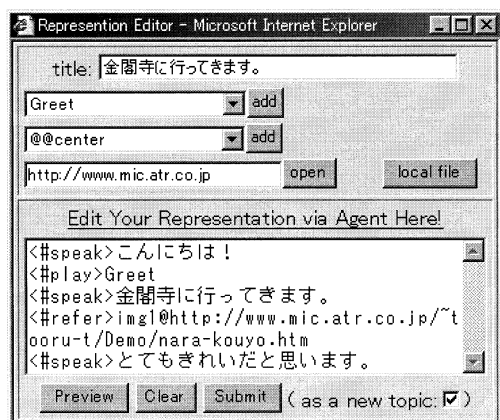 Represention Editor - Microsoft Internet Explorer
title: 金閣寺に行ってきます。
Greet add
@@center add
http://www.mic.atr.co.jp open local file
Edit Your Representation via Agent Here!
<#speak>こんにちは！
<#play>Greet
<#speak>金閣寺に行ってきます。
<#refer>img1@http://www.mic.atr.co.jp/~t
ooru-t/Demo/nara-kouyo.htm
<#speak>とてもきれいだと思います。
Preview Clear Submit ( as a new topic: )